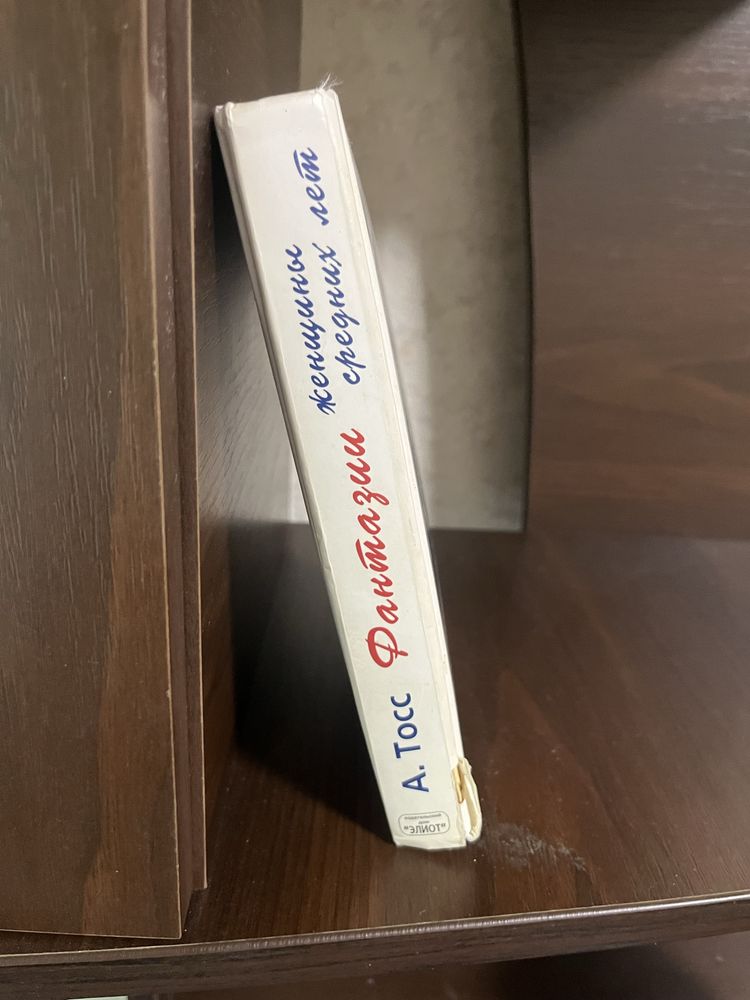 А. Тосс
Фантазии
женщины
средних лет
"ЭЛИОТ"